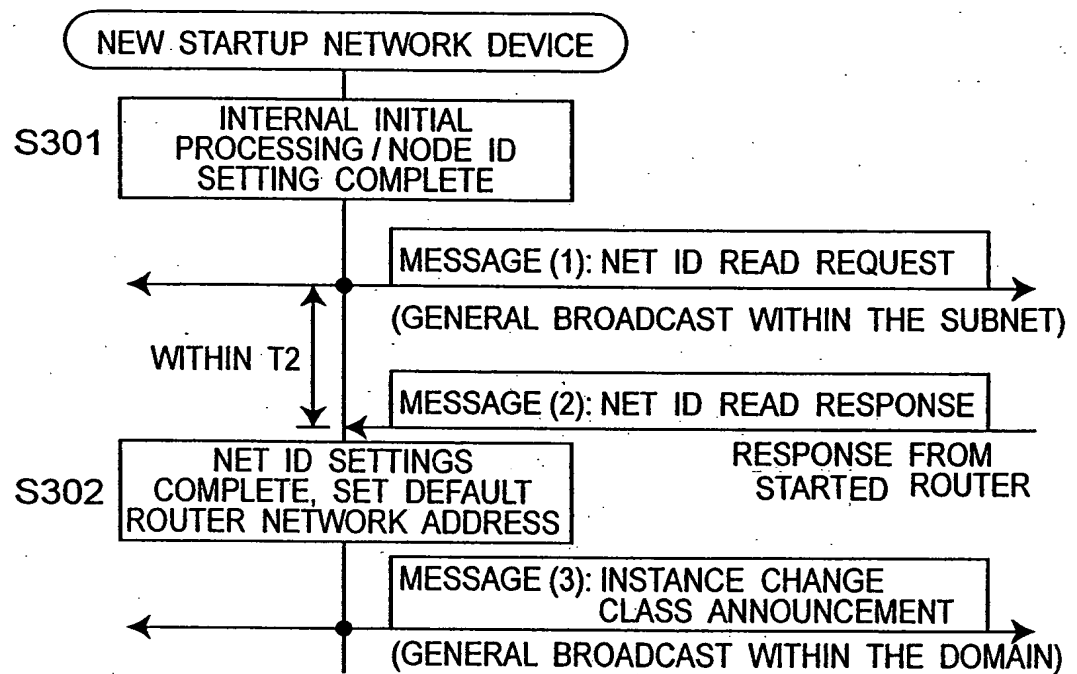 NEW STARTUP NETWORK DEVICE
S301
INTERNAL INITIAL
PROCESSING / NODE ID
SETTING COMPLETE
MESSAGE (1): NET ID READ REQUEST
(GENERAL BROADCAST WITHIN THE SUBNET)
WITHIN T2
MESSAGE (2): NET ID READ RESPONSE
RESPONSE FROM
STARTED ROUTER
S302
NET ID SETTINGS
COMPLETE, SET DEFAULT
ROUTER NETWORK ADDRESS
MESSAGE (3): INSTANCE CHANGE
CLASS ANNOUNCEMENT
(GENERAL BROADCAST WITHIN THE DOMAIN)